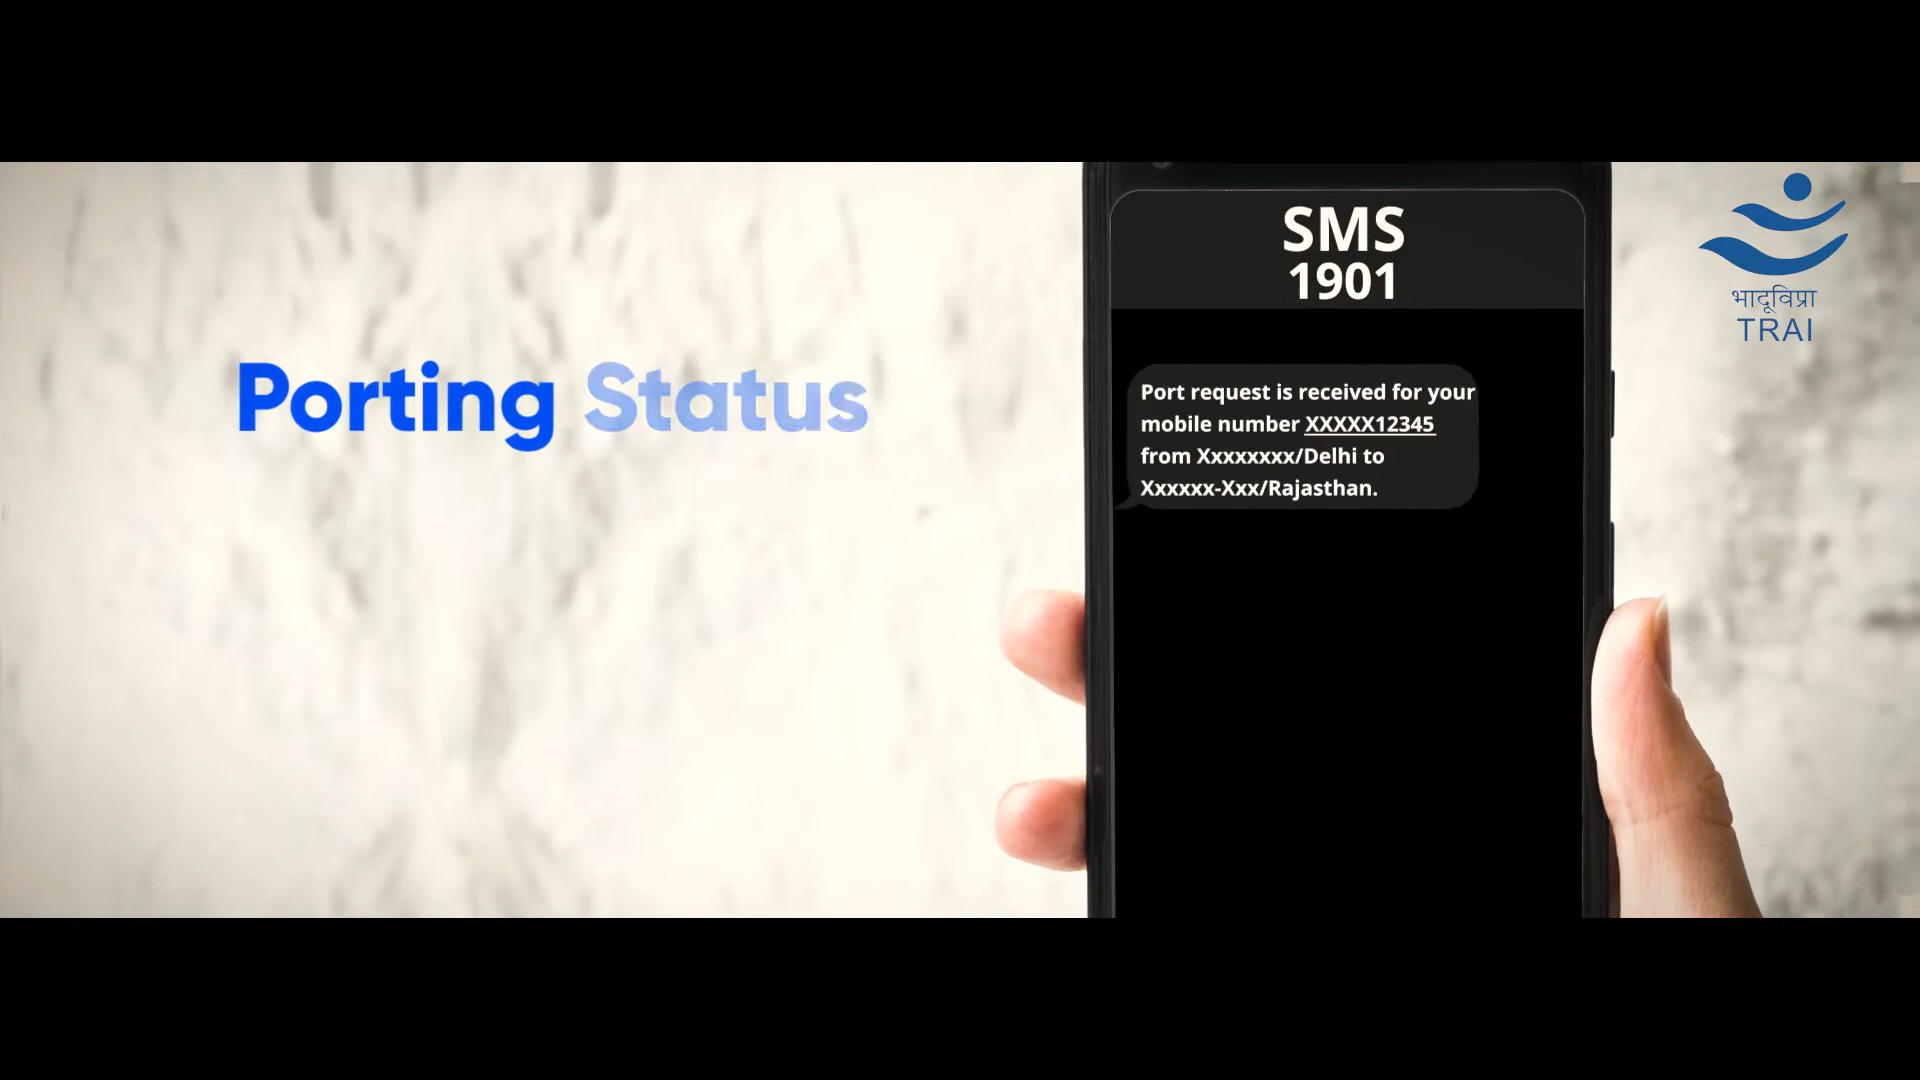 Porting Status
SMS
1901
Port request is received for your
mobile number XXXXX12345
from Xxxxxxxx/Delhi to
Xxxxxx-Xxx/Rajasthan.
भादूविप्रा
TRAI